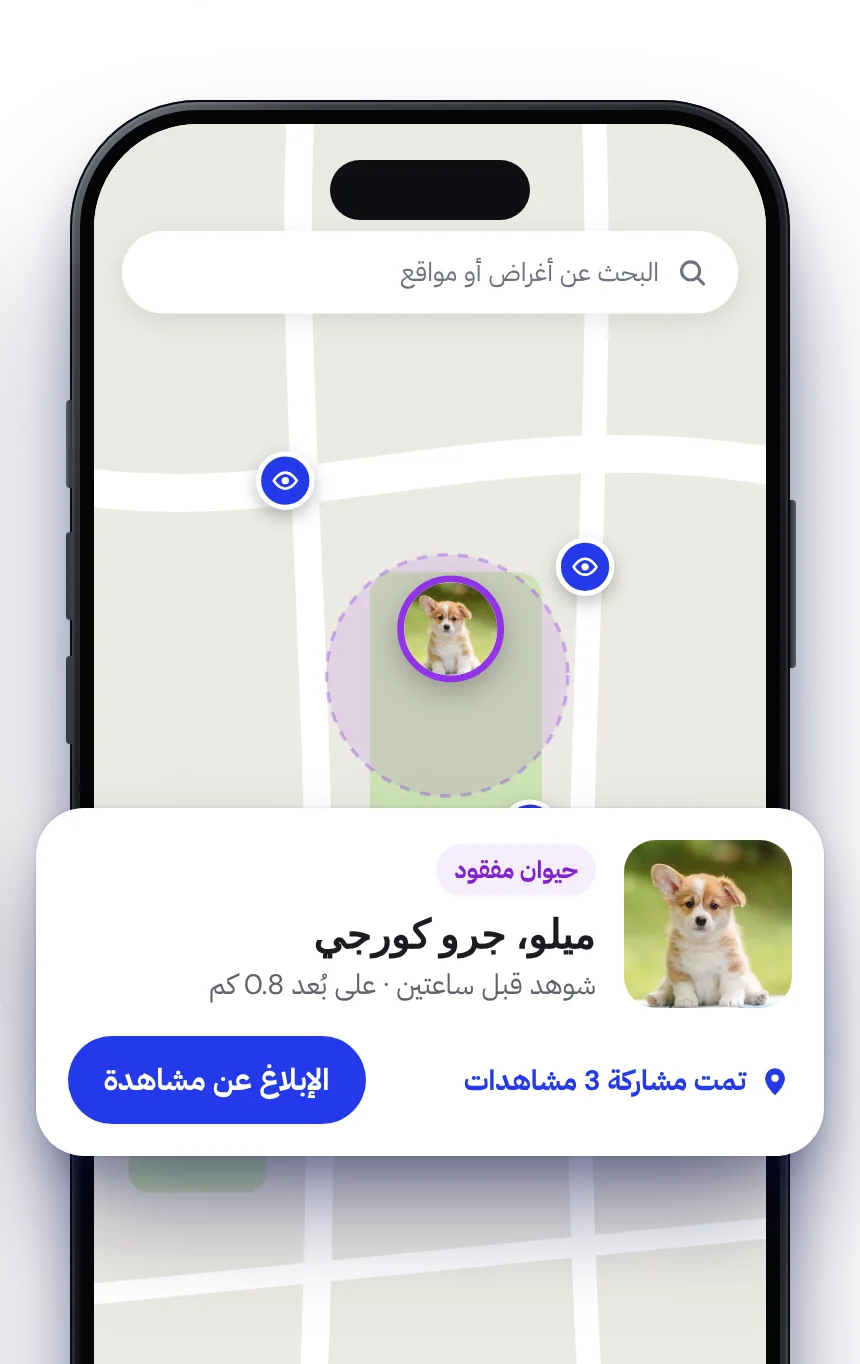 البحث عن أغراض أو مواقع
حيوان مفقود
ميلو، جرو كورجي
شوهد قبل ساعتين · على بُعد 0.8 كم
تمت مشاركة 3 مشاهدات
الإبلاغ عن مشاهدة